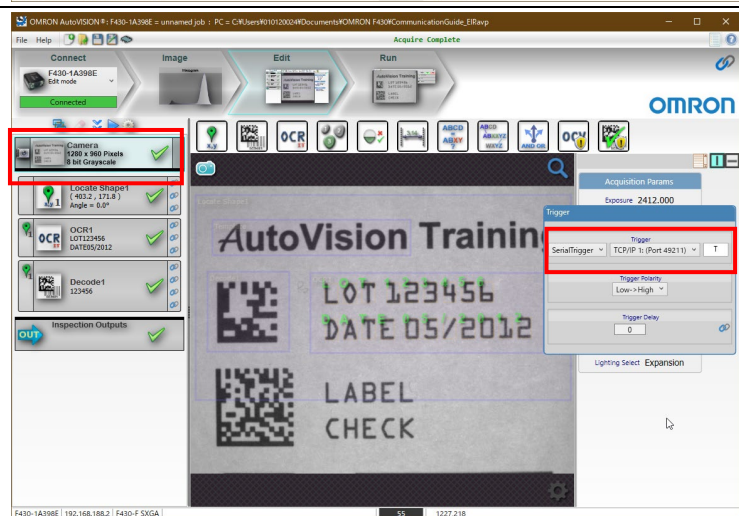 OMRON AutoVISION®: F430-1A398E = unnamed job : PC = C:¥Users¥010120024¥Documents¥OMRON F430¥CommunicationGuide_EIRavp
File Help
Acquire Complete
Connect
Image
Edit
Run
F430-1A398E
Edit mode
Connected
OMRON
Camera
1280 x 960 Pixels
8 bit Grayscale
Locate Shape1
( 403.2 , 171.8 )
Angle = 0.0°
OCR1
LOT123456
DATE05/2012
Decode1
123456
Inspection Outputs
OUT
x,y
OCR
ABCD
=
ABXY
?
AND OR
AutoVision Trainin
LOT 123456
DATE 05/2012
LABEL
CHECK
Acquisition Params
Exposure 2412.000
Trigger
Trigger
SerialTrigger TCP/IP 1: (Port 49211) T
Trigger Polarity
Low->High
Trigger Delay
0
Lighting Select Expansion
F430-1A398E 192.168.188.2 F430-F SXGA 55 1227.218